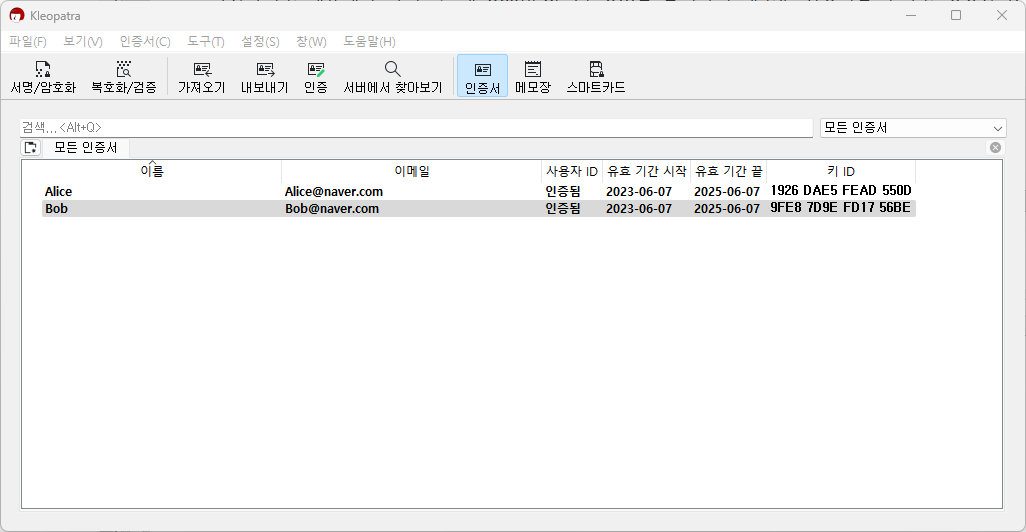 Kleopatra
파일(F) 보기(V) 인증서(C) 도구(T) 설정(S) 창(W) 도움말(H)
서명/암호화 복호화/검증 가져오기 내보내기 인증 서버에서 찾아보기 인증서 메모장 스마트카드
검색...<Alt+Q> 모든 인증서
모든 인증서
이름 이메일 사용자 ID 유효 기간 시작 유효 기간 끝 키 ID
Alice Alice@naver.com 인증됨 2023-06-07 2025-06-07 1926 DAE5 FEAD 550D
Bob Bob@naver.com 인증됨 2023-06-07 2025-06-07 9FE8 7D9E FD17 56BE